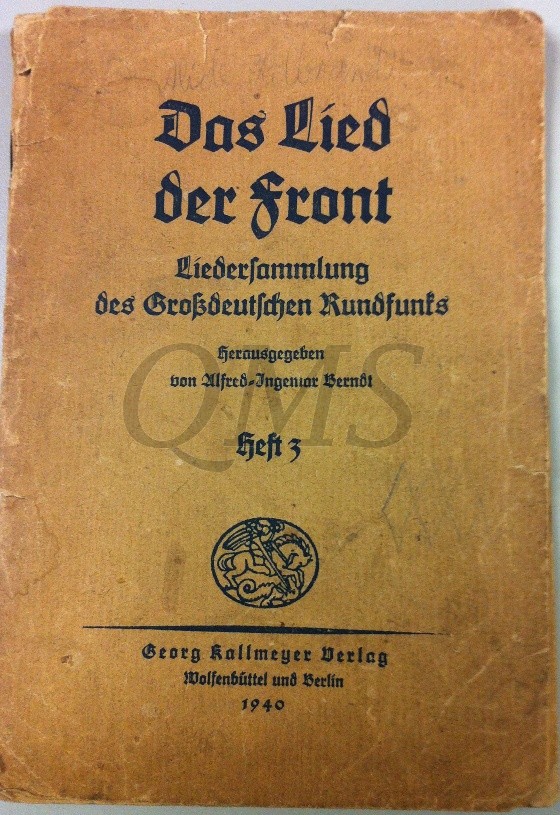 Das Lied
der Front
Liedersammlung
des Großdeutschen Rundfunks
Herausgegeben
von Alfred-Ingemar Berndt
QMS
Heft 3
Georg Kallmeyer Verlag
Wolfenbüttel und Berlin
1940